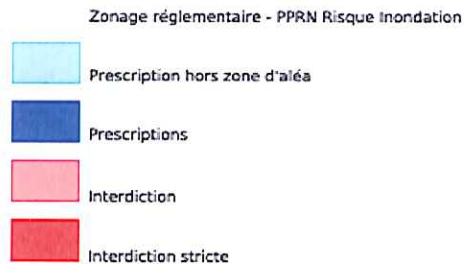 Zonage réglementaire - PPRN Risque Inondation
Prescription hors zone d'aléa
Prescriptions
Interdiction
Interdiction stricte